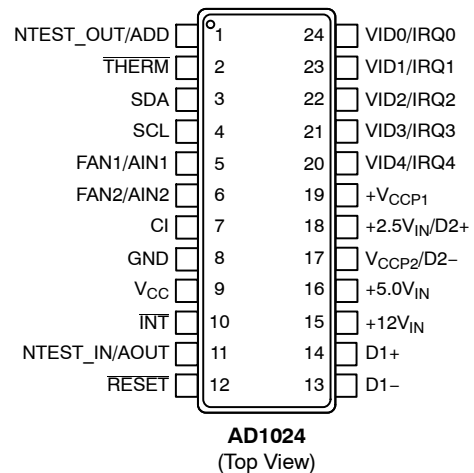 NTEST_OUT/ADD 1 24 VID0/IRQ0
THERM 2 23 VID1/IRQ1
SDA 3 22 VID2/IRQ2
SCL 4 21 VID3/IRQ3
FAN1/AIN1 5 20 VID4/IRQ4
FAN2/AIN2 6 19 +VCCP1
CI 7 18 +2.5VIN/D2+
GND 8 17 VCCP2/D2−
VCC 9 16 +5.0VIN
INT 10 15 +12VIN
NTEST_IN/AOUT 11 14 D1+
RESET 12 13 D1−
AD1024
(Top View)